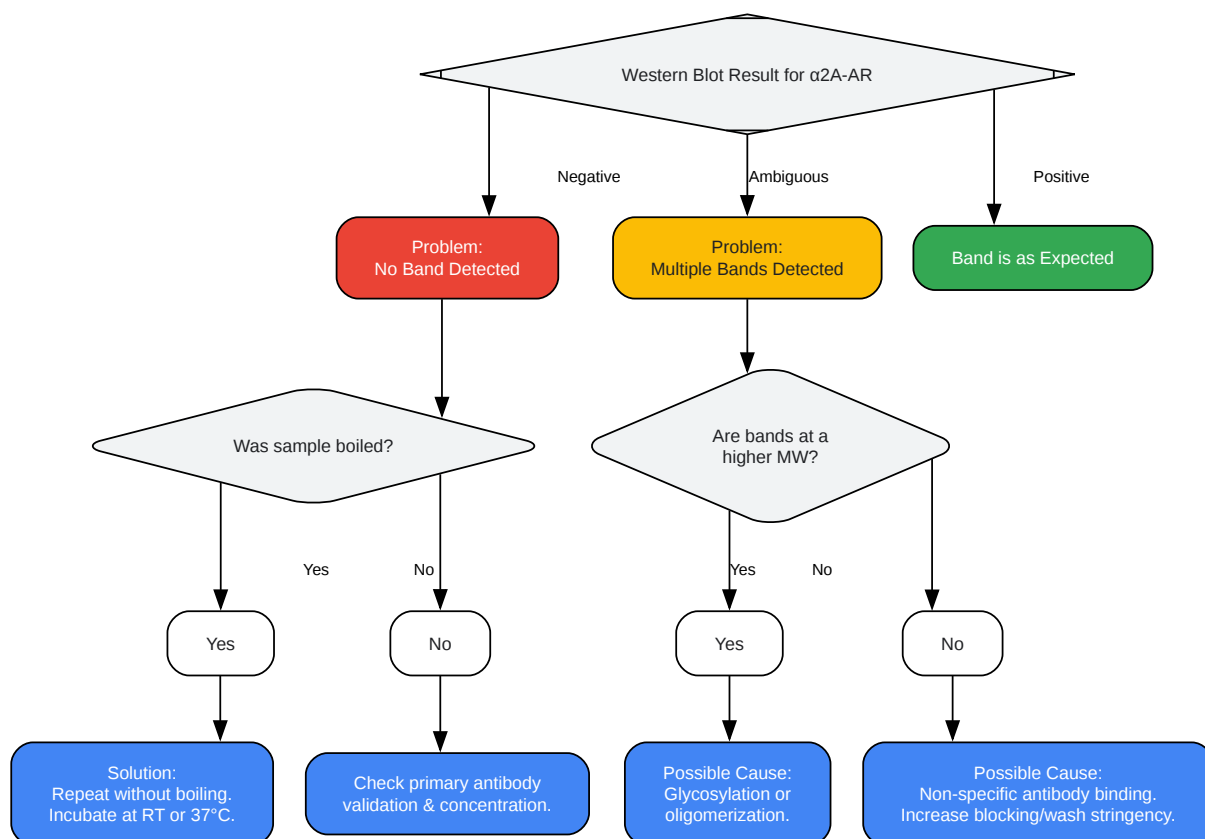 Western Blot Result for α2A-AR
Negative
Ambiguous
Positive
Problem:
No Band Detected
Problem:
Multiple Bands Detected
Band is as Expected
Was sample boiled?
Are bands at a
higher MW?
Yes
No
Yes
No
Yes
No
Yes
No
Solution:
Repeat without boiling.
Incubate at RT or 37°C.
Check primary antibody
validation & concentration.
Possible Cause:
Glycosylation or
oligomerization.
Possible Cause:
Non-specific antibody binding.
Increase blocking/wash stringency.